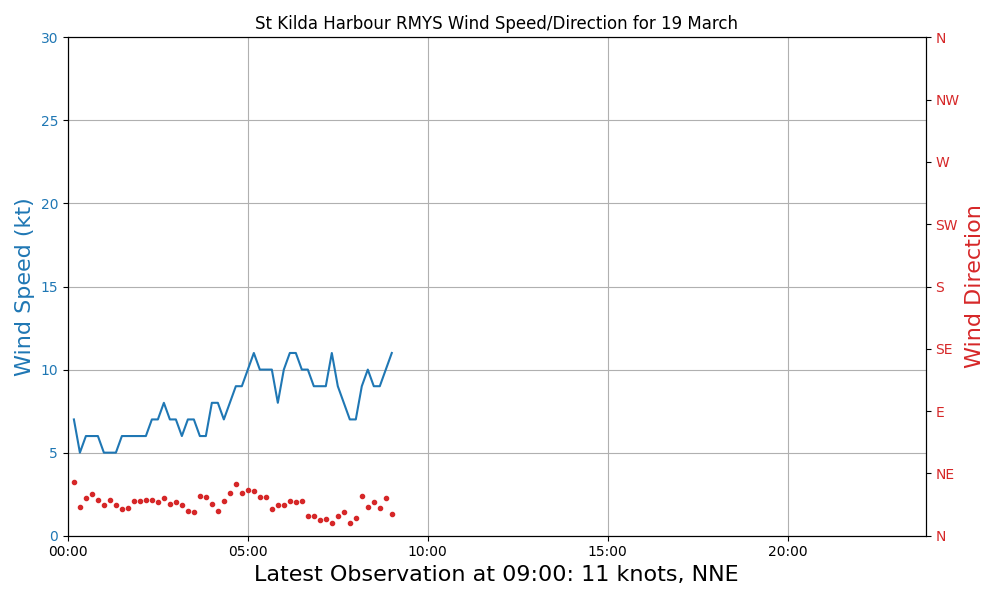 St Kilda Harbour RMYS Wind Speed/Direction for 19 March
Wind Speed (kt)
30
25
20
15
10
5
0
N
NW
W
SW
S
SE
E
NE
N
Wind Direction
00:00 05:00 10:00 15:00 20:00
Latest Observation at 09:00: 11 knots, NNE